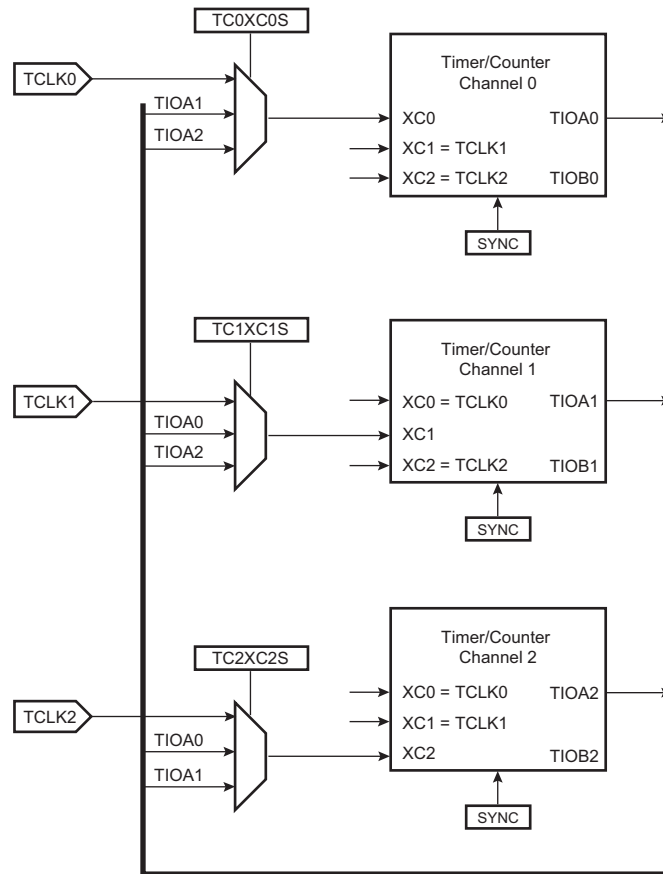 TC0XC0S
TCLK0
TIOA1
TIOA2
Timer/Counter
Channel 0
XC0
TIOA0
XC1 = TCLK1
XC2 = TCLK2
TIOB0
SYNC
TC1XC1S
TCLK1
TIOA0
TIOA2
Timer/Counter
Channel 1
XC0 = TCLK0
TIOA1
XC1
XC2 = TCLK2
TIOB1
SYNC
TC2XC2S
TCLK2
TIOA0
TIOA1
Timer/Counter
Channel 2
XC0 = TCLK0
TIOA2
XC1 = TCLK1
XC2
TIOB2
SYNC